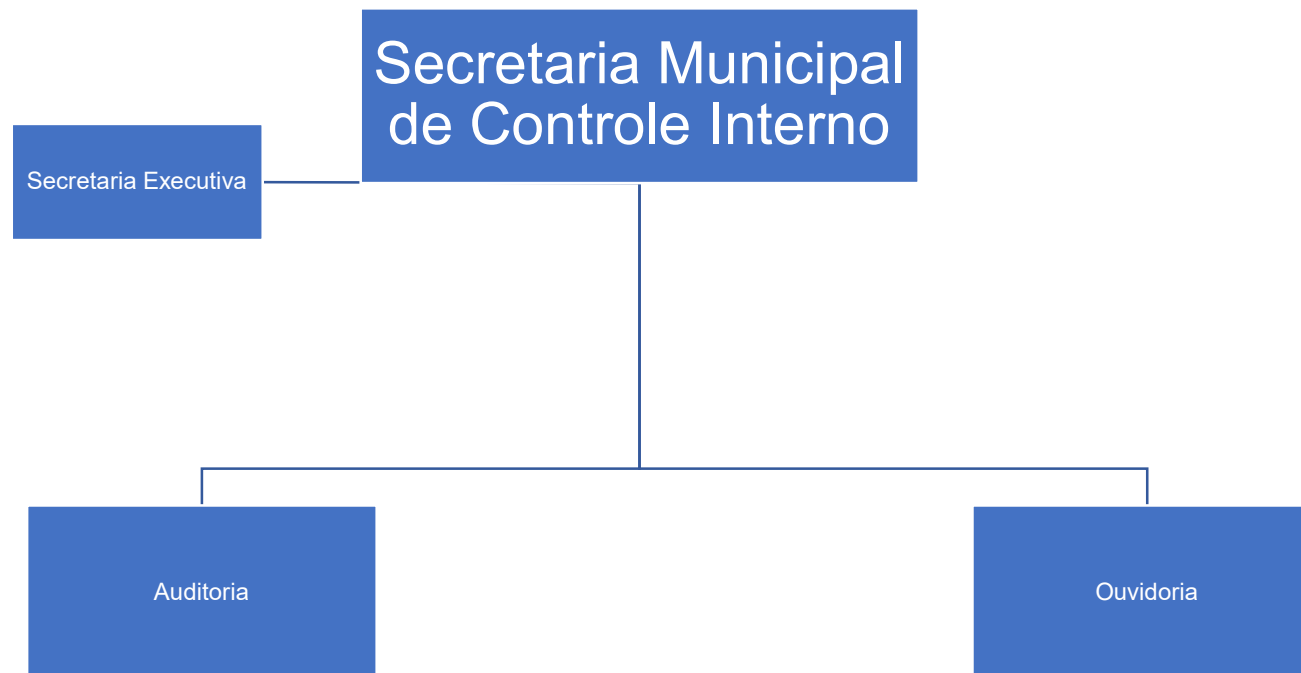 Secretaria Municipal
de Controle Interno
Secretaria Executiva
Auditoria
Ouvidoria